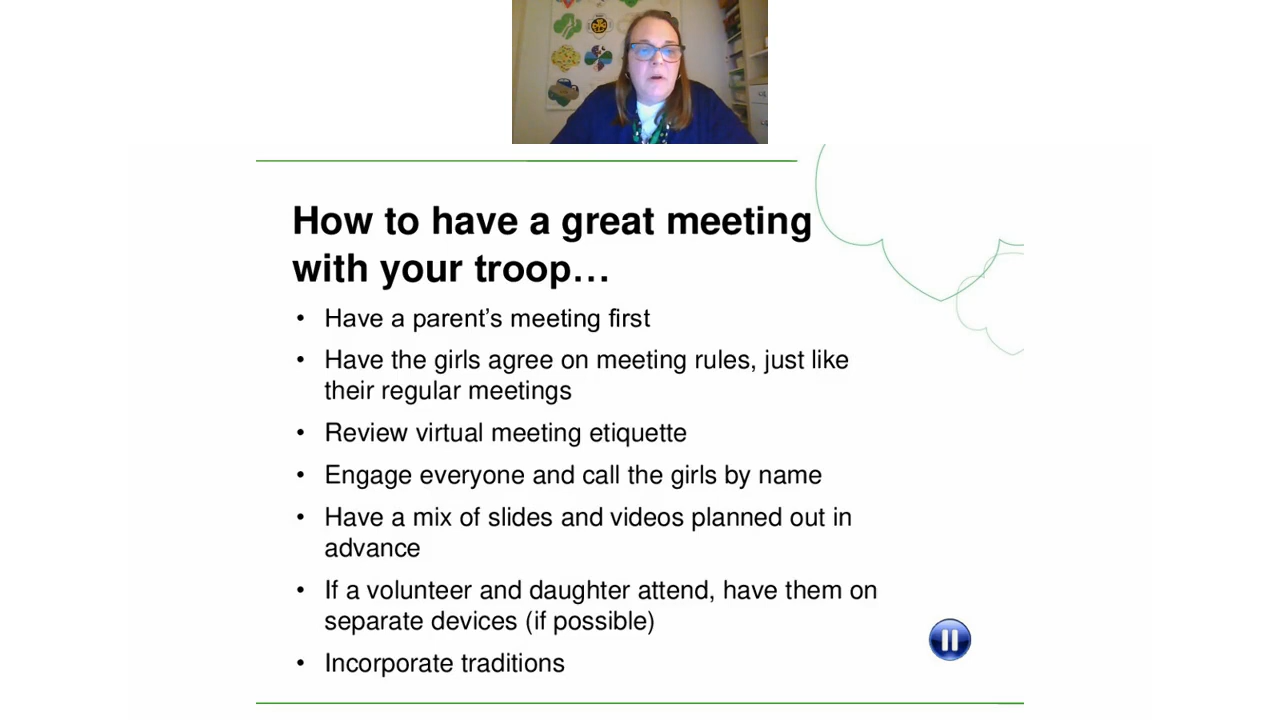 How to have a great meeting
with your troop…
• Have a parent’s meeting first
• Have the girls agree on meeting rules, just like
their regular meetings
• Review virtual meeting etiquette
• Engage everyone and call the girls by name
• Have a mix of slides and videos planned out in
advance
• If a volunteer and daughter attend, have them on
separate devices (if possible)
• Incorporate traditions